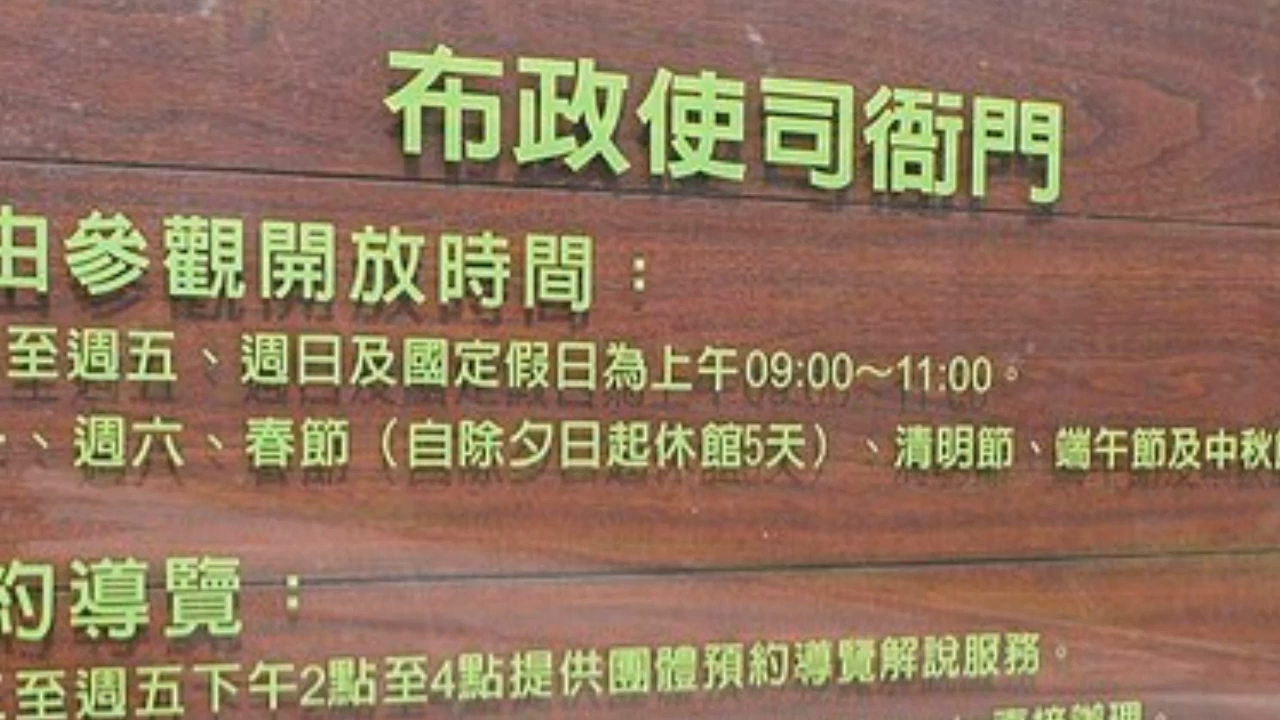 布政使司衙門
由參觀開放時間：
至週五、週日及國定假日為上午09:00～11:00。
、週六、春節（自除夕日起休館5天）、清明節、端午節及中秋
約導覽：
至週五下午2點至4點提供團體預約導覽解說服務。